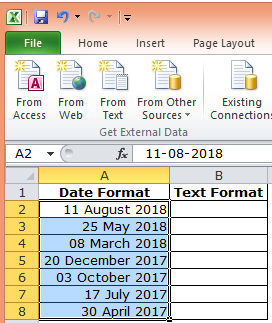 File Home Insert Page Layout
From Access From Web From Text From Other Sources Existing Connections
Get External Data
A2 fx 11-08-2018
A B
1 Date Format Text Format
2 11 August 2018
3 25 May 2018
4 08 March 2018
5 20 December 2017
6 03 October 2017
7 17 July 2017
8 30 April 2017